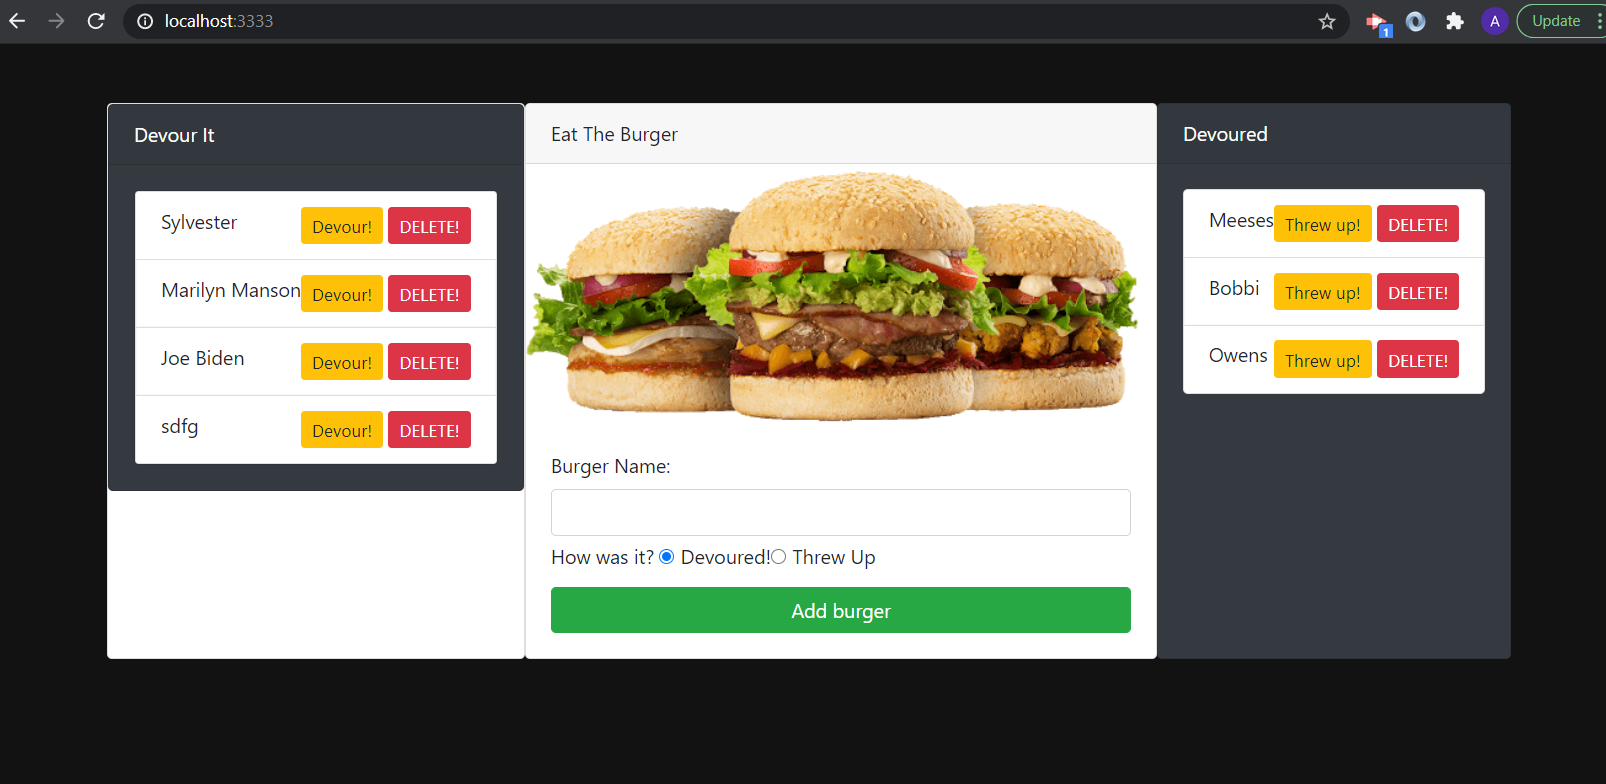 localhost:3333
1
A
Update
Devour It
Sylvester Devour! DELETE!
Marilyn Manson Devour! DELETE!
Joe Biden Devour! DELETE!
sdfg Devour! DELETE!
Eat The Burger
Burger Name:
How was it? Devoured! Threw Up
Add burger
Devoured
Meeses Threw up! DELETE!
Bobbi Threw up! DELETE!
Owens Threw up! DELETE!